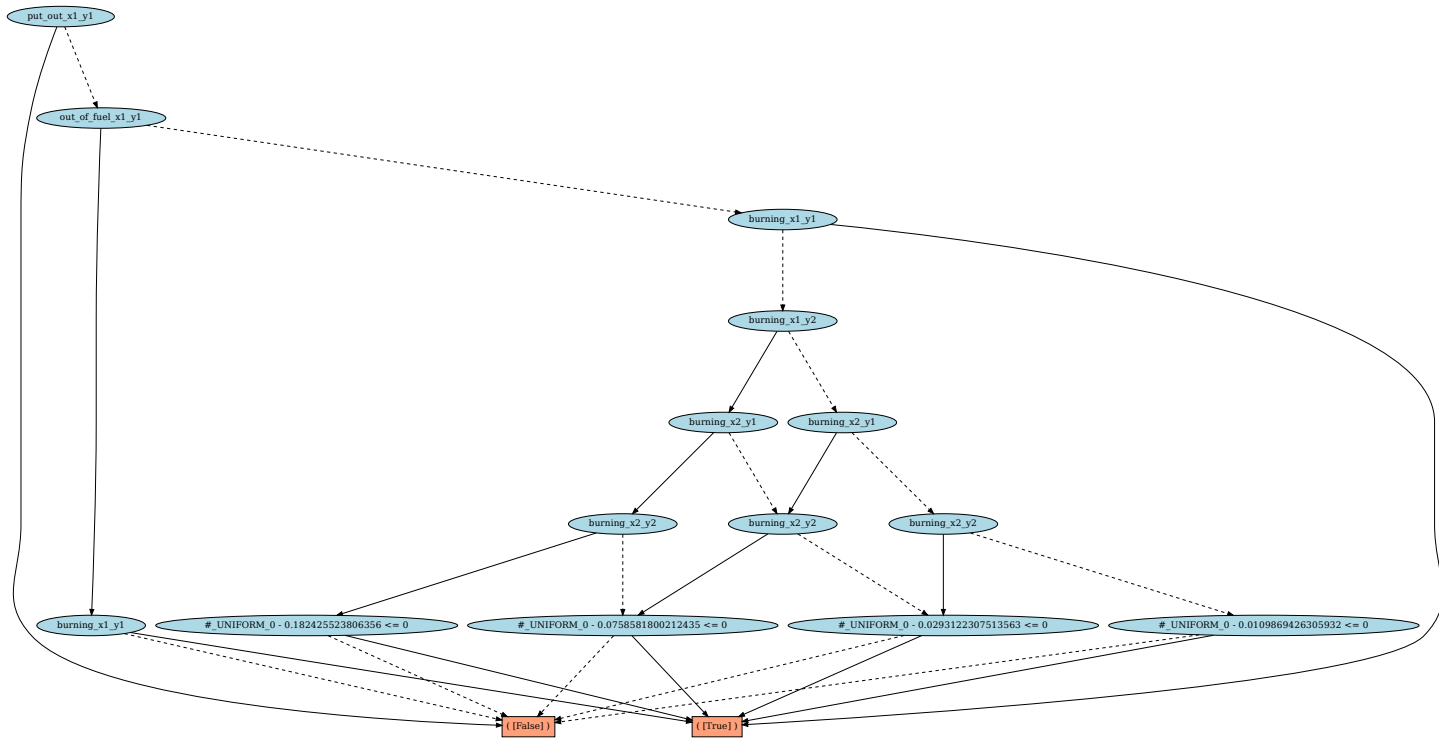 put_out_x1_y1
out_of_fuel_x1_y1
burning_x1_y1
burning_x1_y2
burning_x2_y1
burning_x2_y1
burning_x2_y2
burning_x2_y2
burning_x2_y2
burning_x1_y1
#_UNIFORM_0 - 0.182425523806356 <= 0
#_UNIFORM_0 - 0.0758581800212435 <= 0
#_UNIFORM_0 - 0.0293122307513563 <= 0
#_UNIFORM_0 - 0.0109869426305932 <= 0
( [False] )
( [True] )